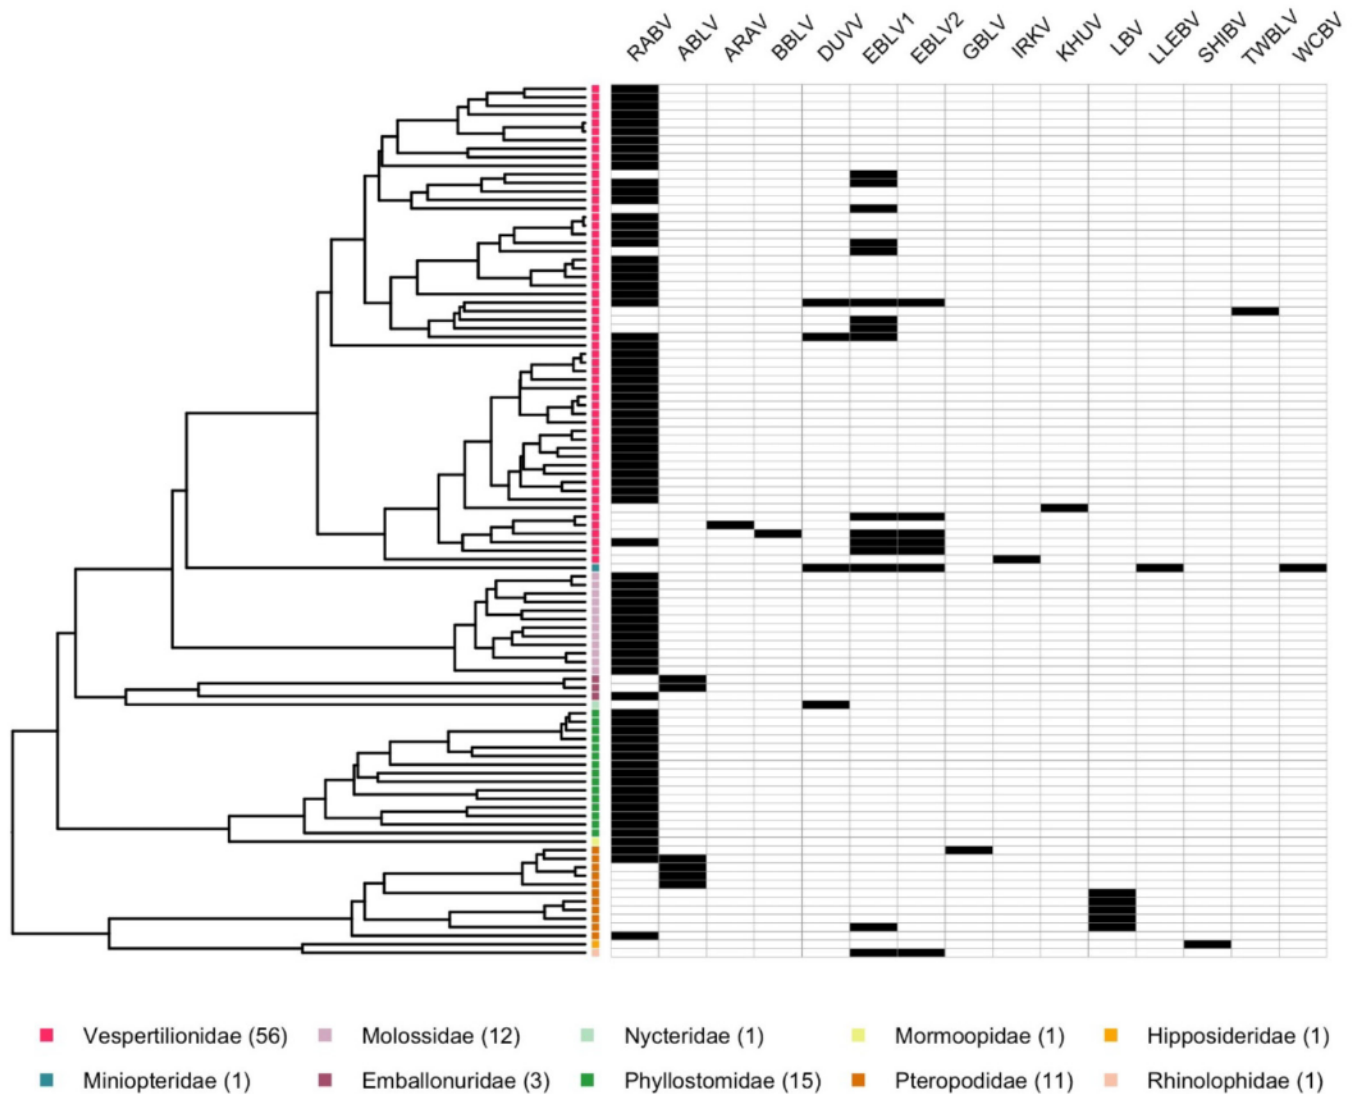 RABV ABLV ARAV BBLV DUVV EBLV1 EBLV2 GBLV IRKV KHUV LBV LLEBV SHIBV TWBLV WCBV
Vespertilionidae (56) Molossidae (12) Nycteridae (1) Mormoopidae (1) Hipposideridae (1)
Miniopteridae (1) Emballonuridae (3) Phyllostomidae (15) Pteropodidae (11) Rhinolophidae (1)